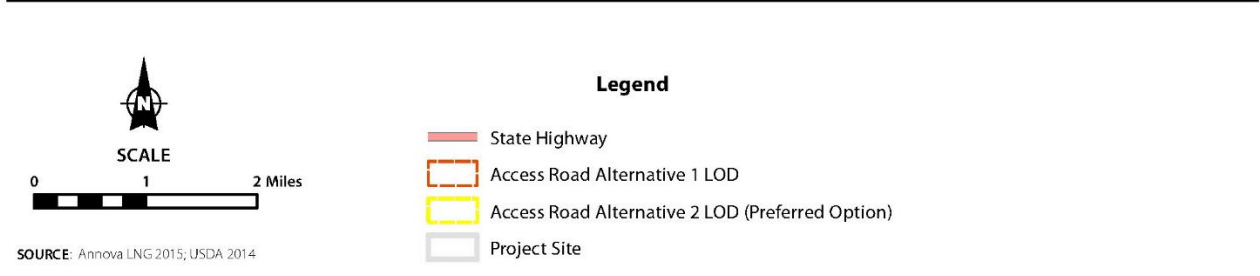 N
SCALE
0 1 2 Miles
SOURCE: Annova LNG 2015; USDA 2014
Legend
State Highway
Access Road Alternative 1 LOD
Access Road Alternative 2 LOD (Preferred Option)
Project Site